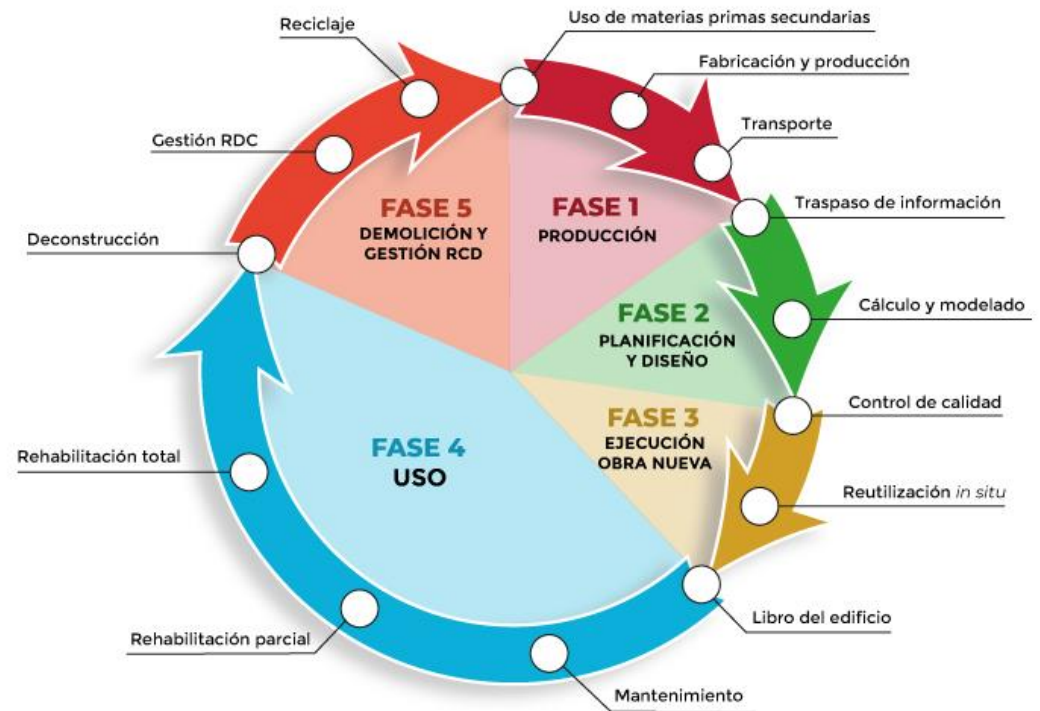 Reciclaje
Uso de materias primas secundarias
Fabricación y producción
Gestión RDC
Transporte
Traspaso de información
Deconstrucción
FASE 5
DEMOLICIÓN Y
GESTIÓN RCD
FASE 1
PRODUCCIÓN
FASE 2
PLANIFICACIÓN
Y DISEÑO
Cálculo y modelado
Control de calidad
FASE 3
EJECUCIÓN
OBRA NUEVA
FASE 4
USO
Rehabilitación total
Reutilización in situ
Libro del edificio
Rehabilitación parcial
Mantenimiento